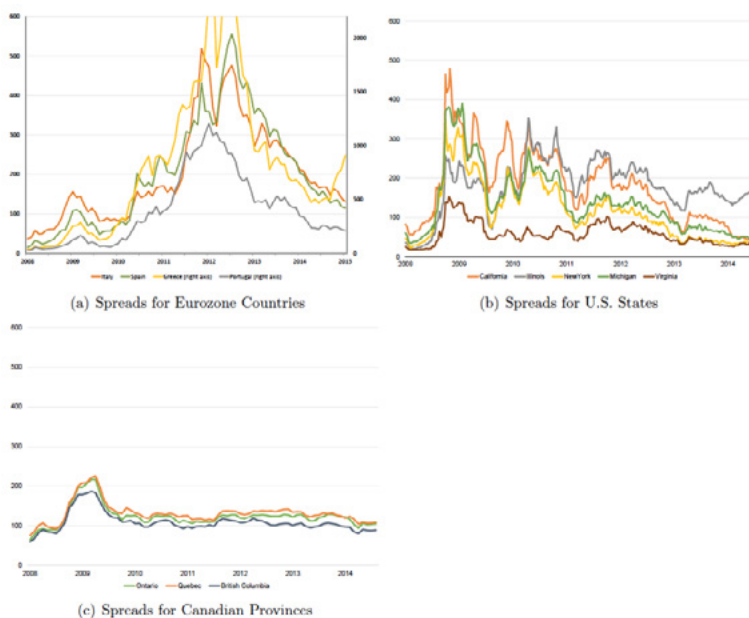 600
500
400
300
200
100
0
2000
1500
1000
500
0
2008 2009 2010 2011 2012 2013 2014 2015
Italy Spain Greece (right axis) Portugal (right axis)
(a) Spreads for Eurozone Countries
600
500
400
300
200
100
0
2008 2009 2010 2011 2012 2013 2014
California Illinois NewYork Michigan Virginia
(b) Spreads for U.S. States
600
500
400
300
200
100
0
2008 2009 2010 2011 2012 2013 2014
Ontario Quebec British Columbia
(c) Spreads for Canadian Provinces